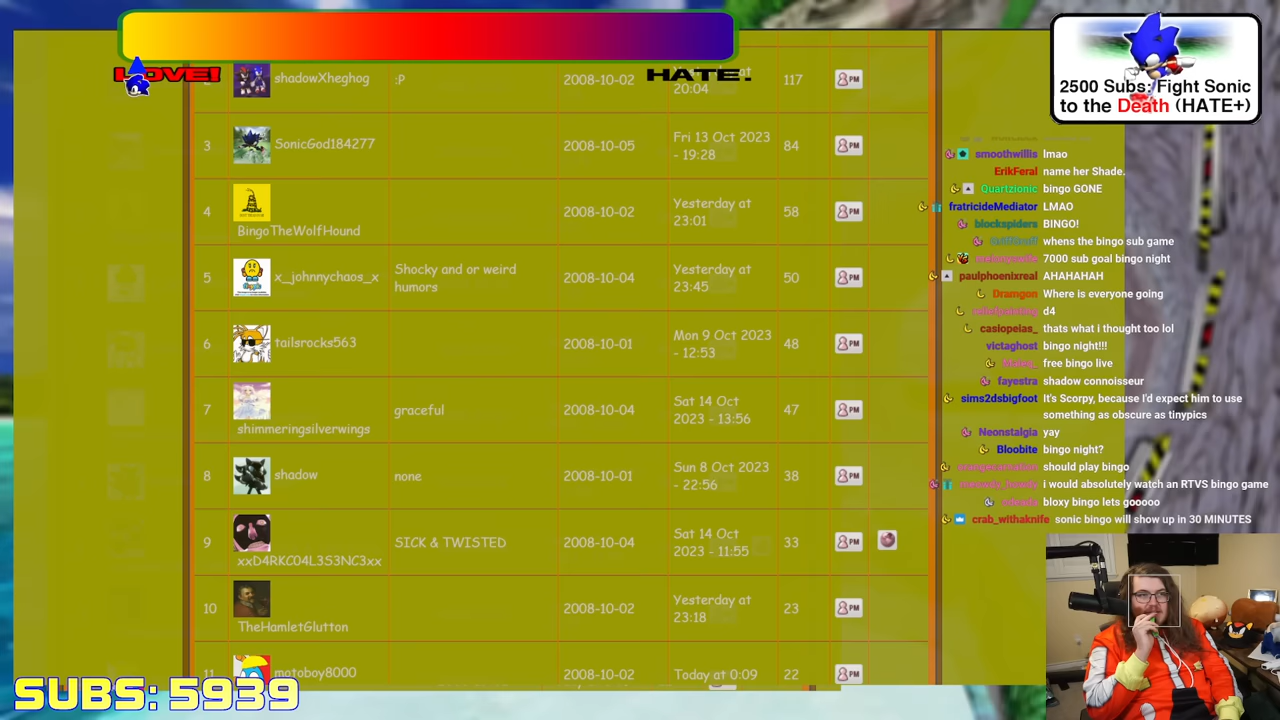 LOVE!
HATE.
2500 Subs: Fight Sonic
to the Death (HATE+)
shadowXheghog :P 2008-10-02 20:04 117 PM
3 SonicGod184277 2008-10-05 Fri 13 Oct 2023
- 19:28 84 PM
4 BingoTheWolfHound 2008-10-02 Yesterday at
23:01 58 PM
5 x_johnnychaos_x Shocky and or weird
humors 2008-10-04 Yesterday at
23:45 50 PM
6 tailsrocks563 2008-10-01 Mon 9 Oct 2023
- 12:53 48 PM
7 shimmeringsilverwings graceful 2008-10-04 Sat 14 Oct
2023 - 13:56 47 PM
8 shadow none 2008-10-01 Sun 8 Oct 2023
- 22:56 38 PM
9 xxD4RKC04L3S3NC3xx SICK & TWISTED 2008-10-04 Sat 14 Oct
2023 - 11:55 33 PM
10 TheHamletGlutton 2008-10-02 Yesterday at
23:18 23 PM
11 motoboy8000 Today at 0:09 22 PM
smoothwillis lmao
ErikFeral name her Shade.
Quartzionic bingo GONE
fratricideMediator LMAO
blockspiders BINGO!
whens the bingo sub game
7000 sub goal bingo night
paulphoenixreal AHAHAHAH
Dramgon Where is everyone going
d4
casiopeias_ thats what i thought too lol
victaghost bingo night!!!
free bingo live
fayestra shadow connoisseur
sims2dsbigfoot It's Scorpy, because I'd expect him to use
something as obscure as tinypics
Neonstalgia yay
Bloobite bingo night?
should play bingo
i would absolutely watch an RTVS bingo game
bloxy bingo lets gooooo
crab_withaknife sonic bingo will show up in 30 MINUTES
SUBS: 5939